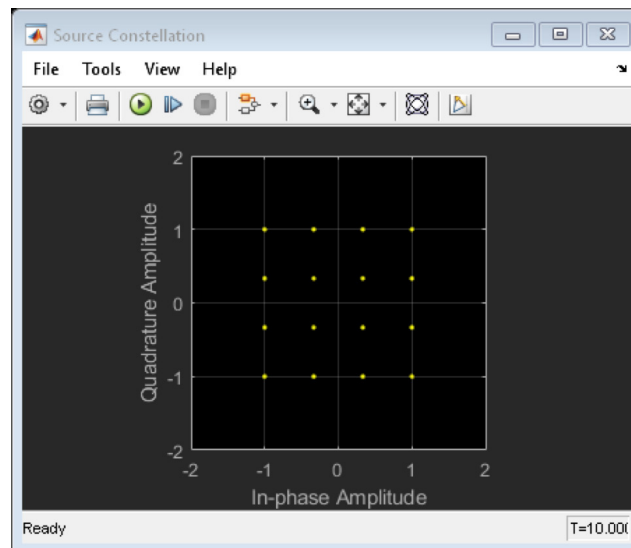 Source Constellation
File Tools View Help
2
1
0
-1
-2
Quadrature Amplitude
-2 -1 0 1 2
In-phase Amplitude
Ready T=10.00